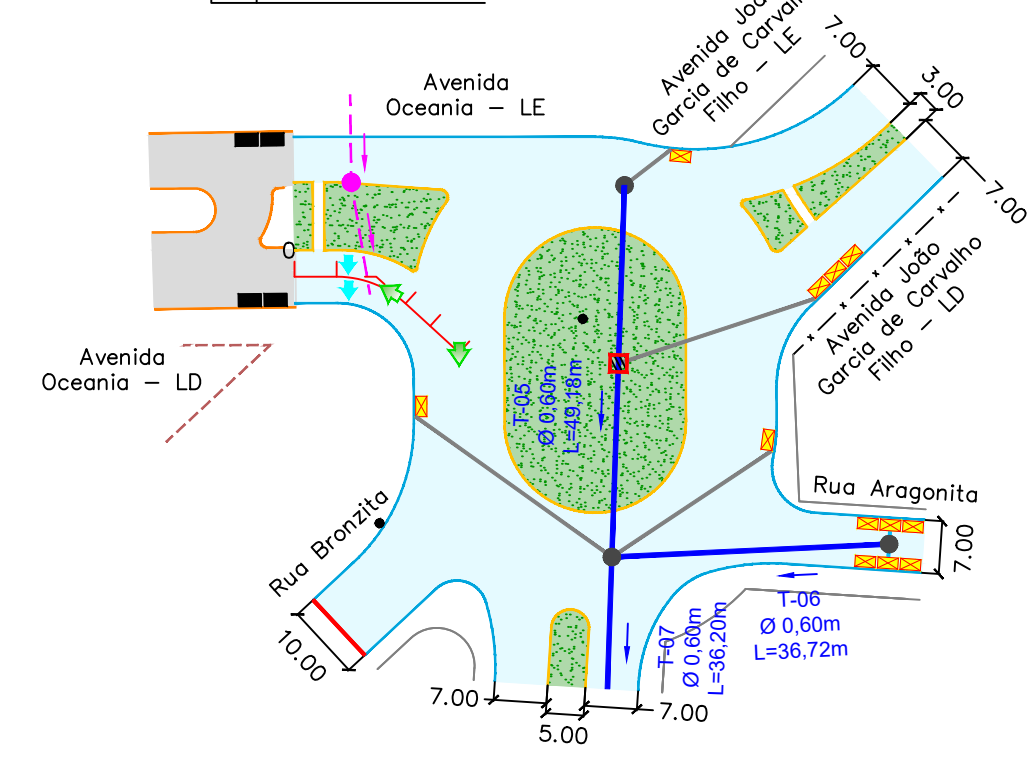 Avenida
Oceania – LE
Avenida Joã
Garcia de Carval
Filho – LE
7.00
3.00
7.00
0
Avenida
Oceania – LD
Avenida João
Garcia de Carvalho
Filho – LD
T-05
Ø 0,60m
L=49,18m
Rua Aragonita
7.00
Rua Bronzita
10.00
T-06
Ø 0,60m
L=36,72m
T-07
Ø 0,60m
L=36,20m
7.00
5.00
7.00